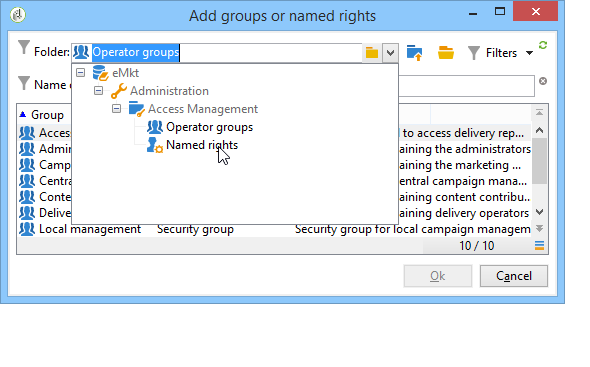 Add groups or named rights
Folder: Operator groups Filters
eMkt
Administration
Access Management
Operator groups
Named rights
Name
Group
Acces to access delivery rep...
Admin aining the administrators
Camp aining the marketing ...
Central entral campaign mana...
Conte aining content contribu...
Deliver aining delivery operators
Local management Security group Security group for local campaign managem
10 / 10
Ok Cancel